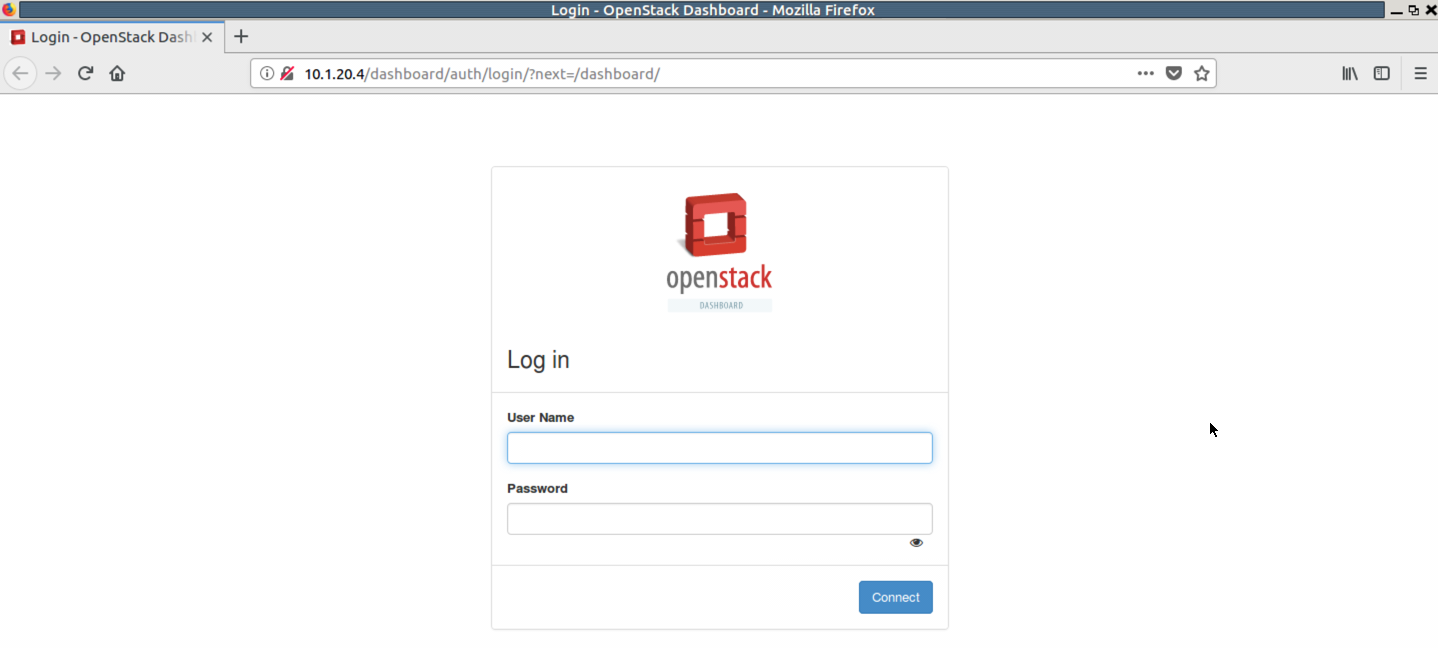 Login - OpenStack Dashboard - Mozilla Firefox
Login - OpenStack Dash
10.1.20.4/dashboard/auth/login/?next=/dashboard/
openstack
DASHBOARD
Log in
User Name
Password
Connect